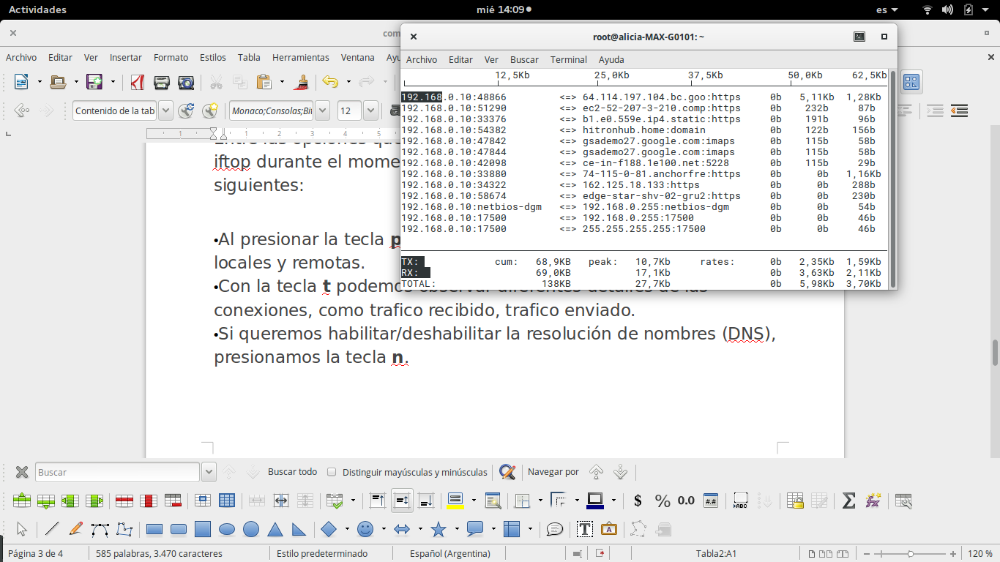 Actividades mié 14:09 es
com
root@alicia-MAX-G0101: ~
Archivo Editar Ver Insertar Formato Estilos Tabla Herramientas Ventana Ayu
Archivo Editar Ver Buscar Terminal Ayuda
12,5Kb 25,0Kb 37,5Kb 50,0Kb 62,5Kb
192.168.0.10:48866 <=> 64.114.197.104.bc.goo:https 0b 5,11Kb 1,28Kb
192.168.0.10:51290 <=> ec2-52-207-3-210.comp:https 0b 232b 87b
192.168.0.10:33376 <=> b1.e0.559e.ip4.static:https 0b 191b 96b
192.168.0.10:54382 <=> hitronhub.home:domain 0b 122b 156b
192.168.0.10:47842 <=> gsademo27.google.com:imaps 0b 115b 58b
192.168.0.10:47844 <=> gsademo27.google.com:imaps 0b 115b 58b
192.168.0.10:42098 <=> ce-in-f188.1e100.net:5228 0b 115b 29b
192.168.0.10:33880 <=> 74-115-0-81.anchorfre:https 0b 0b 1,16Kb
192.168.0.10:34322 <=> 162.125.18.133:https 0b 0b 288b
192.168.0.10:58674 <=> edge-star-shv-02-gru2:https 0b 0b 230b
192.168.0.10:netbios-dgm <=> 192.168.0.255:netbios-dgm 0b 0b 54b
192.168.0.10:17500 <=> 192.168.0.255:17500 0b 0b 46b
192.168.0.10:17500 <=> 255.255.255.255:17500 0b 0b 46b
TX: cum: 68,9KB peak: 10,7Kb rates: 0b 2,35Kb 1,59Kb
RX: 69,0KB 17,1Kb 0b 3,63Kb 2,11Kb
TOTAL: 138KB 27,7Kb 0b 5,98Kb 3,70Kb
Contenido de la tab Monaco;Consolas;Bit 12
1 1 2 3 4 5
Entre las opciones que
iftop durante el mome
siguientes:
•Al presionar la tecla p
locales y remotas.
•Con la tecla t podemos observar diferentes detalles de las
conexiones, como trafico recibido, trafico enviado.
•Si queremos habilitar/deshabilitar la resolución de nombres (DNS),
presionamos la tecla n.
Buscar Buscar todo Distinguir mayúsculas y minúsculas Navegar por
$ % 0.0 #.## ABC Σ fx
T A
Página 3 de 4 585 palabras, 3.470 caracteres Estilo predeterminado Español (Argentina) Tabla2:A1 120 %